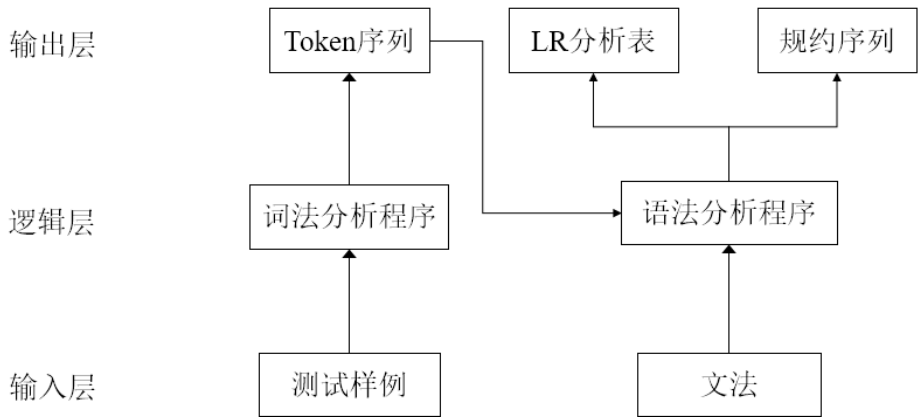 输出层
Token序列
LR分析表
规约序列
逻辑层
词法分析程序
语法分析程序
输入层
测试样例
文法